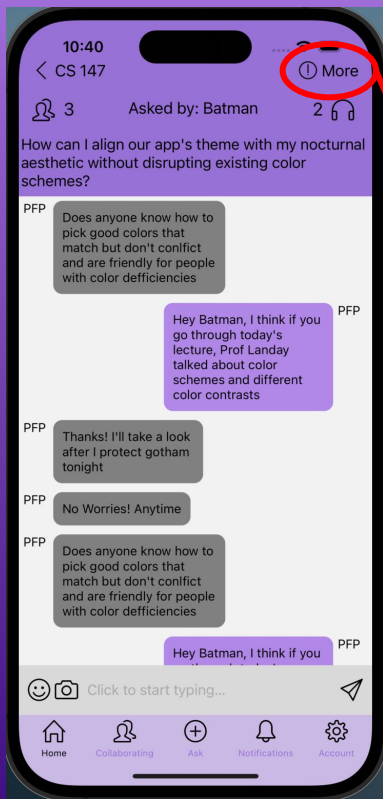 10:40
CS 147
More
3
Asked by: Batman
2
How can I align our app's theme with my nocturnal
aesthetic without disrupting existing color
schemes?
PFP
Does anyone know how to
pick good colors that
match but don't conlfict
and are friendly for people
with color defficiencies
PFP
Hey Batman, I think if you
go through today's
lecture, Prof Landay
talked about color
schemes and different
color contrasts
PFP
Thanks! I'll take a look
after I protect gotham
tonight
PFP
No Worries! Anytime
PFP
Does anyone know how to
pick good colors that
match but don't conlfict
and are friendly for people
with color defficiencies
PFP
Hey Batman, I think if you
Click to start typing...
Home
Collaborating
Ask
Notifications
Account